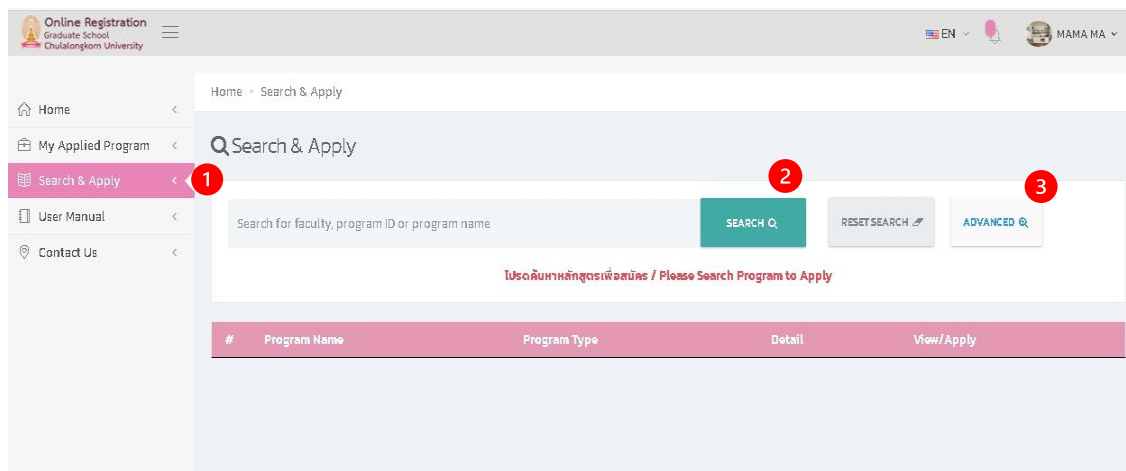 Online Registration
Graduate School
Chulalongkorn University
EN
MAMA MA
Home
My Applied Program
Search & Apply
User Manual
Contact Us
Home • Search & Apply
Search & Apply
1
2
3
Search for faculty, program ID or program name
SEARCH
RESET SEARCH
ADVANCED
โปรดค้นหาหลักสูตรเพื่อสมัคร / Please Search Program to Apply
# Program Name Program Type Detail View/Apply